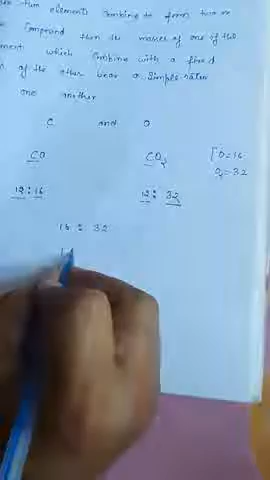 then elements combine to form two or
compound then the masses of one of the
ments which combine with a fixed
of the other bear a simple ratio
one another
C and O
CO CO2 [O=16
O2=32
12:16 12:32
16 : 32